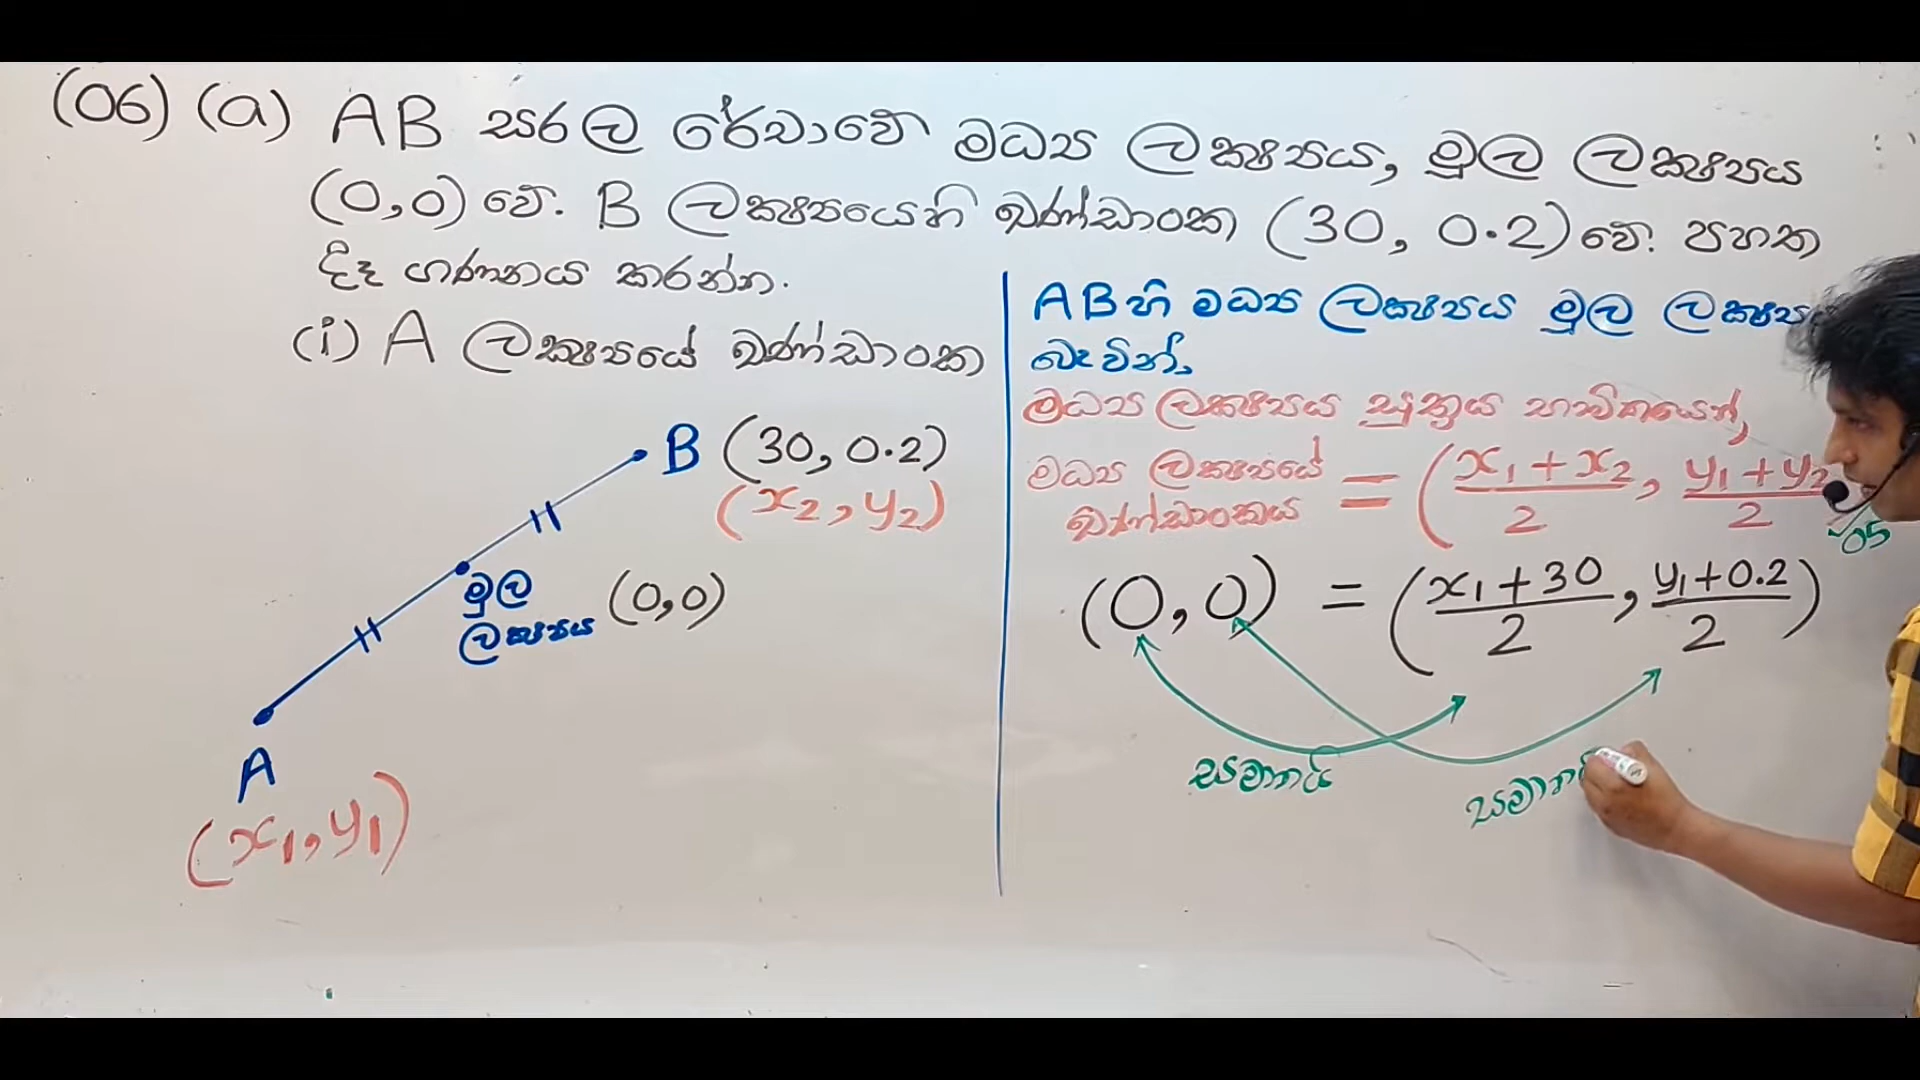 (06) (a) AB සරල රේඛාවේ මධ්‍ය ලක්ෂ්‍යය, මූල ලක්ෂ්‍යය
(0,0) වේ. B ලක්ෂ්‍යයෙහි ඛණ්ඩාංක (30, 0.2) වේ. පහත
දෑ ගණනය කරන්න.
(i) A ලක්ෂ්‍යයේ ඛණ්ඩාංක
B (30, 0.2)
(x₂, y₂)
මූල
ලක්ෂ්‍යය (0,0)
A
(x₁, y₁)
AB හි මධ්‍ය ලක්ෂ්‍යය මූල
බැවින්,
මධ්‍ය ලක්ෂ්‍යය සූත්‍රය භාවිතයෙන්,
මධ්‍ය ලක්ෂ්‍යයේ ඛණ්ඩාංකය = (x₁ + x₂ / 2, y₁ + y₂ / 2
05
(0,0) = (x₁ + 30 / 2, y₁ + 0.2 / 2)
සමානයි